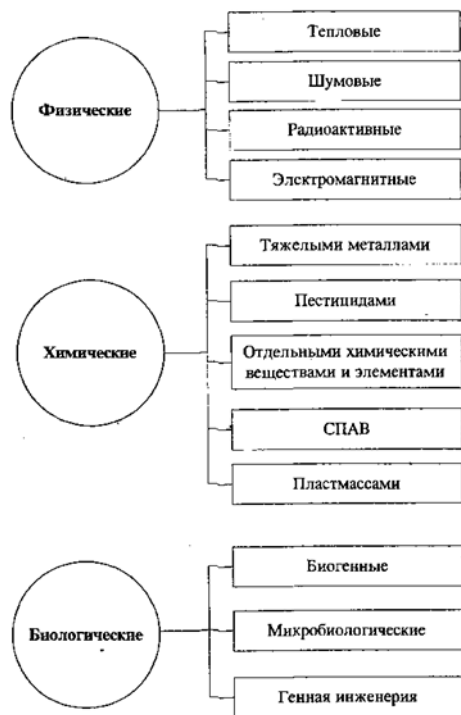 Физические
Тепловые
Шумовые
Радиоактивные
Электромагнитные
Химические
Тяжелыми металлами
Пестицидами
Отдельными химическими
веществами и элементами
СПАВ
Пластмассами
Биологические
Биогенные
Микробиологические
Генная инженерия